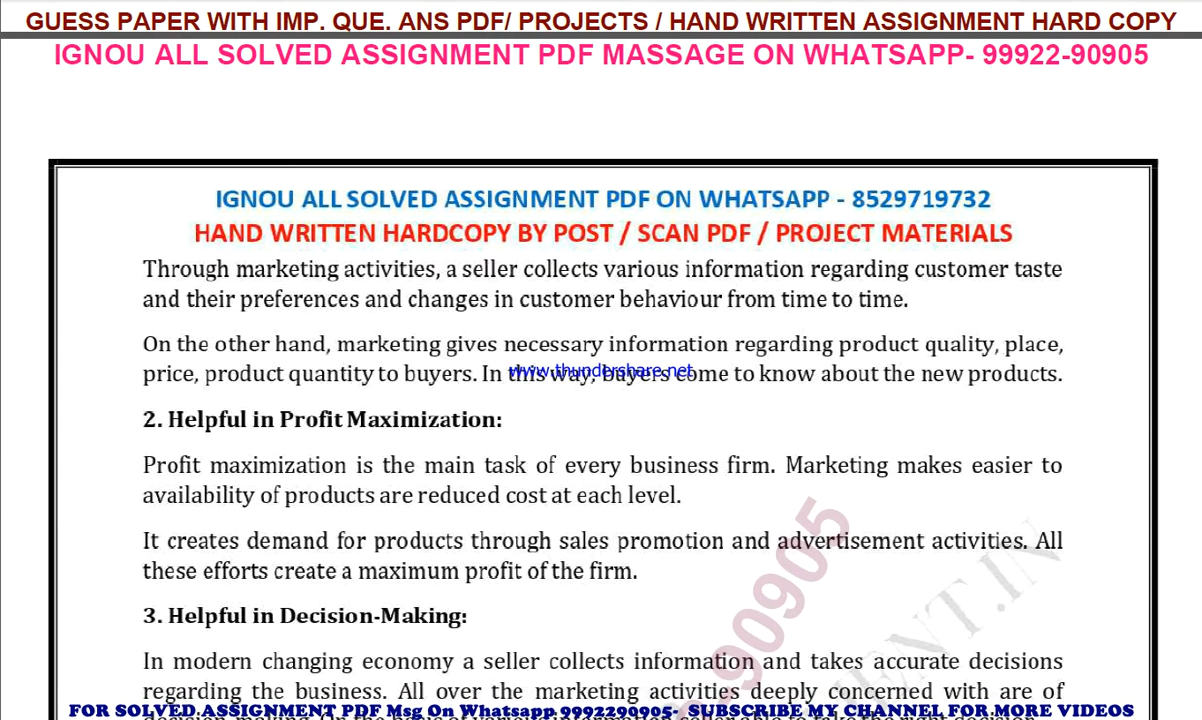 GUESS PAPER WITH IMP. QUE. ANS PDF/ PROJECTS / HAND WRITTEN ASSIGNMENT HARD COPY
IGNOU ALL SOLVED ASSIGNMENT PDF MASSAGE ON WHATSAPP- 99922-90905
IGNOU ALL SOLVED ASSIGNMENT PDF ON WHATSAPP - 8529719732
HAND WRITTEN HARDCOPY BY POST / SCAN PDF / PROJECT MATERIALS
Through marketing activities, a seller collects various information regarding customer taste
and their preferences and changes in customer behaviour from time to time.
On the other hand, marketing gives necessary information regarding product quality, place,
price, product quantity to buyers. In this way, buyers come to know about the new products.
www.thundershare.net
2. Helpful in Profit Maximization:
Profit maximization is the main task of every business firm. Marketing makes easier to
availability of products are reduced cost at each level.
It creates demand for products through sales promotion and advertisement activities. All
these efforts create a maximum profit of the firm.
3. Helpful in Decision-Making:
In modern changing economy a seller collects information and takes accurate decisions
regarding the business. All over the marketing activities deeply concerned with are of
-90905
ENT.IN
FOR SOLVED ASSIGNMENT PDF Msg On Whatsapp 9992290905- SUBSCRIBE MY CHANNEL FOR MORE VIDEOS